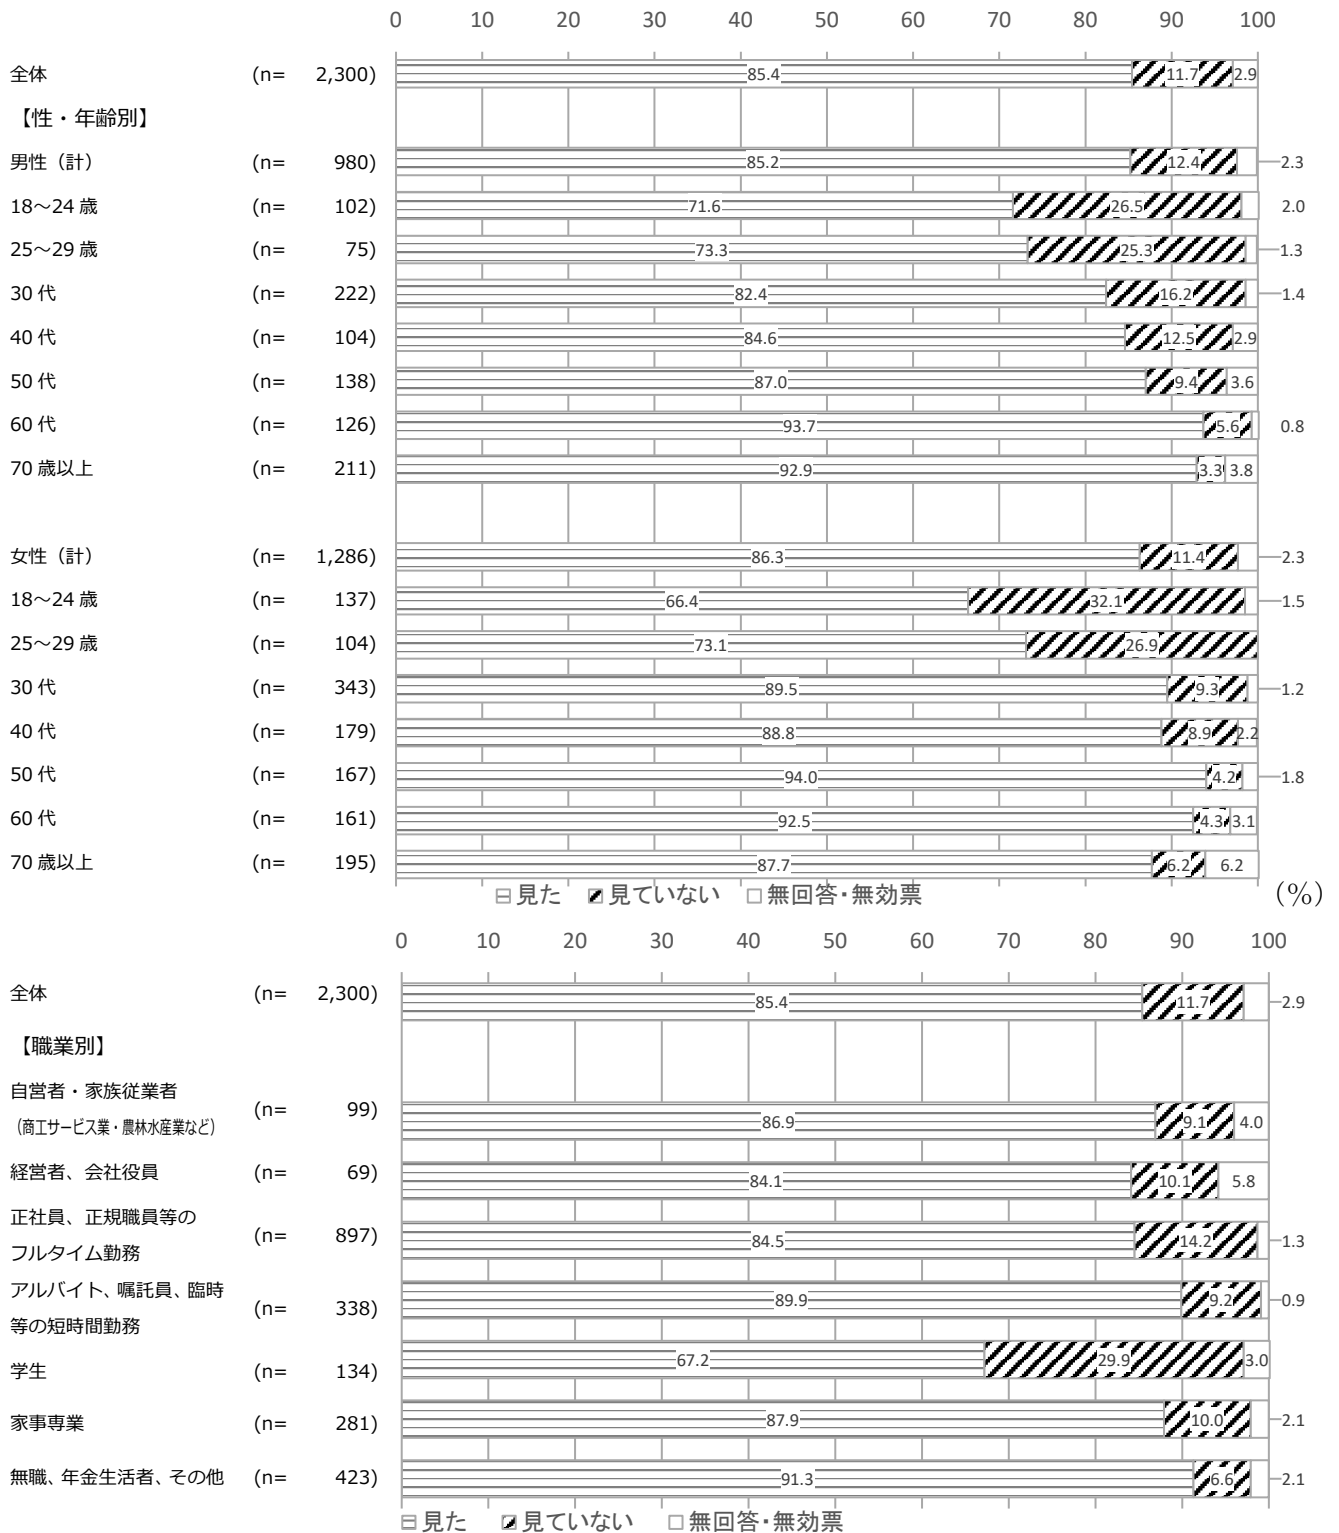 0 10 20 30 40 50 60 70 80 90 100
全体 (n= 2,300) 85.4 11.7 2.9
【性・年齢別】
男性（計） (n= 980) 85.2 12.4 2.3
18～24 歳 (n= 102) 71.6 26.5 2.0
25～29 歳 (n= 75) 73.3 25.3 1.3
30 代 (n= 222) 82.4 16.2 1.4
40 代 (n= 104) 84.6 12.5 2.9
50 代 (n= 138) 87.0 9.4 3.6
60 代 (n= 126) 93.7 5.6 0.8
70 歳以上 (n= 211) 92.9 3.3 3.8
女性（計） (n= 1,286) 86.3 11.4 2.3
18～24 歳 (n= 137) 66.4 32.1 1.5
25～29 歳 (n= 104) 73.1 26.9
30 代 (n= 343) 89.5 9.3 1.2
40 代 (n= 179) 88.8 8.9 2.2
50 代 (n= 167) 94.0 4.2 1.8
60 代 (n= 161) 92.5 4.3 3.1
70 歳以上 (n= 195) 87.7 6.2 6.2
見た 見ていない 無回答・無効票 (%)
0 10 20 30 40 50 60 70 80 90 100
全体 (n= 2,300) 85.4 11.7 2.9
【職業別】
自営者・家族従業者
（商工サービス業・農林水産業など） (n= 99) 86.9 9.1 4.0
経営者、会社役員 (n= 69) 84.1 10.1 5.8
正社員、正規職員等の
フルタイム勤務 (n= 897) 84.5 14.2 1.3
アルバイト、嘱託員、臨時
等の短時間勤務 (n= 338) 89.9 9.2 0.9
学生 (n= 134) 67.2 29.9 3.0
家事専業 (n= 281) 87.9 10.0 2.1
無職、年金生活者、その他 (n= 423) 91.3 6.6 2.1
見た 見ていない 無回答・無効票